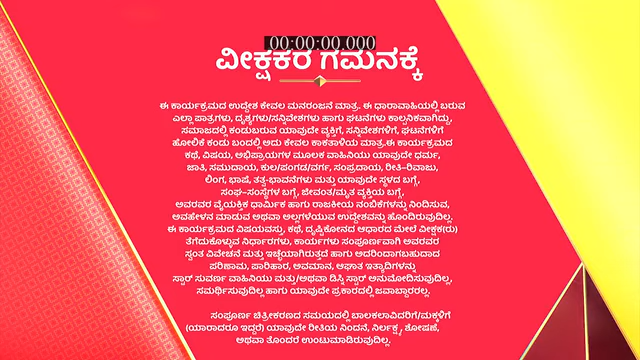 00:00:00.000
ವೀಕ್ಷಕರ ಗಮನಕ್ಕೆ
ಈ ಕಾರ್ಯಕ್ರಮದ ಉದ್ದೇಶ ಕೇವಲ ಮನರಂಜನೆ ಮಾತ್ರ. ಈ ಧಾರಾವಾಹಿಯಲ್ಲಿ ಬರುವ
ಎಲ್ಲಾ ಪಾತ್ರಗಳು, ದೃಶ್ಯಗಳು/ಸನ್ನಿವೇಶಗಳು ಹಾಗು ಘಟನೆಗಳು ಕಾಲ್ಪನಿಕವಾಗಿದ್ದು,
ಸಮಾಜದಲ್ಲಿ ಕಂಡುಬರುವ ಯಾವುದೇ ವ್ಯಕ್ತಿಗೆ, ಸನ್ನಿವೇಶಗಳಿಗೆ, ಘಟನೆಗಳಿಗೆ
ಹೋಲಿಕೆ ಕಂಡು ಬಂದಲ್ಲಿ ಅದು ಕೇವಲ ಕಾಕತಾಳಿಯ ಮಾತ್ರ.ಈ ಕಾರ್ಯಕ್ರಮದ
ಕಥೆ, ವಿಷಯ, ಅಭಿಪ್ರಾಯಗಳ ಮೂಲಕ ವಾಹಿನಿಯು ಯಾವುದೇ ಧರ್ಮ,
ಜಾತಿ, ಸಮುದಾಯ, ಕುಲ/ಪಂಗಡ/ವರ್ಗ, ಸಂಪ್ರದಾಯ, ರೀತಿ-ರಿವಾಜು,
ಲಿಂಗ, ಭಾಷೆ, ತತ್ವ-ಭಾವನೆಗಳು ಮತ್ತು ಯಾವುದೇ ಸ್ಥಳದ ಬಗ್ಗೆ,
ಸಂಘ-ಸಂಸ್ಥೆಗಳ ಬಗ್ಗೆ, ಜೀವಂತ/ಮೃತ ವ್ಯಕ್ತಿಯ ಬಗ್ಗೆ,
ಅವರವರ ವೈಯಕ್ತಿಕ ಧಾರ್ಮಿಕ ಹಾಗು ರಾಜಕೀಯ ನಂಬಿಕೆಗಳನ್ನು ನಿಂದಿಸುವ,
ಅವಹೇಳನ ಮಾಡುವ ಅಥವಾ ಅಲ್ಲಗಳೆಯುವ ಉದ್ದೇಶವನ್ನು ಹೊಂದಿರುವುದಿಲ್ಲ.
ಈ ಕಾರ್ಯಕ್ರಮದ ವಿಷಯವಸ್ತು, ಕಥೆ, ದೃಷ್ಟಿಕೋನದ ಆಧಾರದ ಮೇಲೆ ವೀಕ್ಷಕ(ರು)
ತೆಗೆದುಕೊಳ್ಳುವ ನಿರ್ಧಾರಗಳು, ಕಾರ್ಯಗಳು ಸಂಪೂರ್ಣವಾಗಿ ಅವರವರ
ಸ್ವಂತ ವಿವೇಚನೆ ಮತ್ತು ಇಚ್ಛೆಯಾಗಿರುತ್ತದೆ ಹಾಗು ಅದರಿಂದಾಗಬಹುದಾದ
ಪರಿಣಾಮ, ಪಾರಿಹಾರ, ಅವಮಾನ, ಆಘಾತ ಇತ್ಯಾದಿಗಳನ್ನು
ಸ್ಟಾರ್ ಸುವರ್ಣ ವಾಹಿನಿಯು ಮತ್ತು/ಅಥವಾ ಡಿಸ್ನಿ ಸ್ಟಾರ್ ಅನುಮೋದಿಸುವುದಿಲ್ಲ,
ಸಮರ್ಥಿಸುವುದಿಲ್ಲ ಹಾಗು ಯಾವುದೇ ಪ್ರಕಾರದಲ್ಲಿ ಜವಾಬ್ದಾರರಲ್ಲ.
ಸಂಪೂರ್ಣ ಚಿತ್ರೀಕರಣದ ಸಮಯದಲ್ಲಿ ಬಾಲಕಲಾವಿದರಿಗೆ/ಮಕ್ಕಳಿಗೆ
(ಯಾರಾದರೂ ಇದ್ದರೆ) ಯಾವುದೇ ರೀತಿಯ ನಿಂದನೆ, ನಿರ್ಲಕ್ಷ್ಯ, ಶೋಷಣೆ,
ಅಥವಾ ತೊಂದರೆ ಉಂಟುಮಾಡಿರುವುದಿಲ್ಲ.